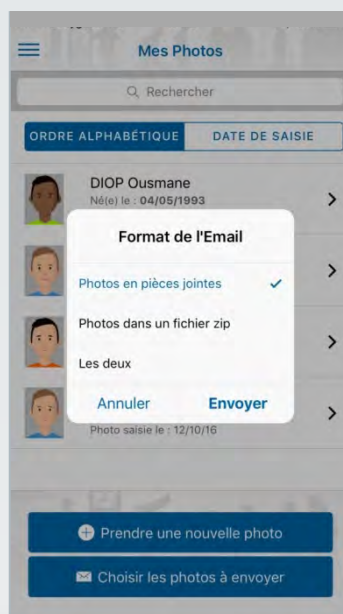 Mes Photos
Rechercher
ORDRE ALPHABÉTIQUE DATE DE SAISIE
DIOP Ousmane
Né(e) le : 04/05/1993
Format de l'Email
Photos en pièces jointes
Photos dans un fichier zip
Les deux
Annuler Envoyer
Photo saisie le : 12/10/16
Prendre une nouvelle photo
Choisir les photos à envoyer